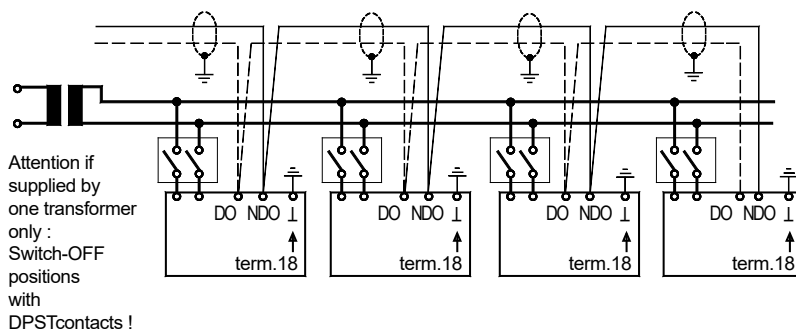 Attention if
supplied by
one transformer
only :
Switch-OFF
positions
with
DPSTcontacts !
DO NDO ⊥
term.18
DO NDO ⊥
term.18
DO NDO ⊥
term.18
DO NDO ⊥
term.18